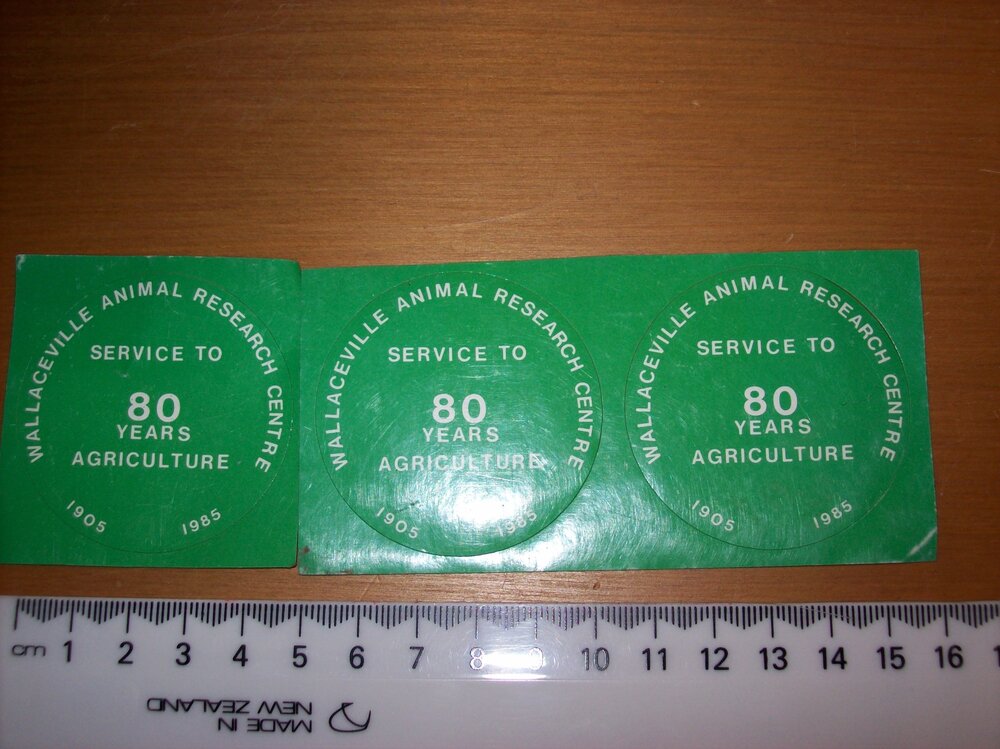 WALLACEVILLE ANIMAL RESEARCH CENTRE
SERVICE TO
80
YEARS
AGRICULTURE
1905 1985
WALLACEVILLE ANIMAL RESEARCH CENTRE
SERVICE TO
80
YEARS
AGRICULTURE
1905 1985
WALLACEVILLE ANIMAL RESEARCH CENTRE
SERVICE TO
80
YEARS
AGRICULTURE
1905 1985
cm 1 2 3 4 5 6 7 8 9 10 11 12 13 14 15 16
MADE IN
NEW ZEALAND